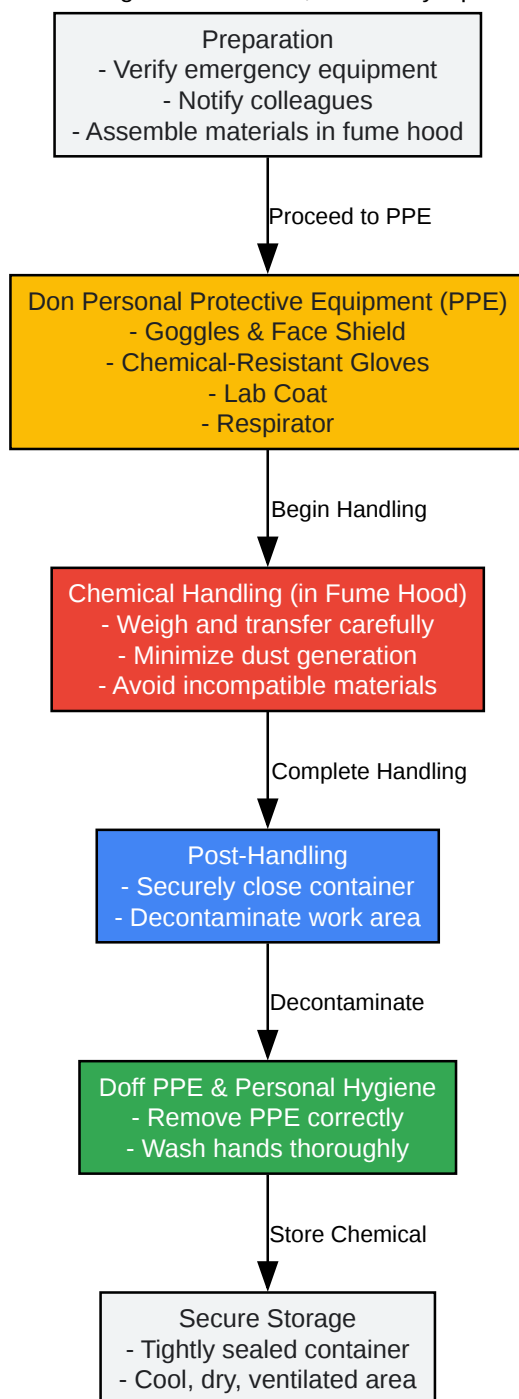 Preparation
- Verify emergency equipment
- Notify colleagues
- Assemble materials in fume hood
Proceed to PPE
Don Personal Protective Equipment (PPE)
- Goggles & Face Shield
- Chemical-Resistant Gloves
- Lab Coat
- Respirator
Begin Handling
Chemical Handling (in Fume Hood)
- Weigh and transfer carefully
- Minimize dust generation
- Avoid incompatible materials
Complete Handling
Post-Handling
- Securely close container
- Decontaminate work area
Decontaminate
Doff PPE & Personal Hygiene
- Remove PPE correctly
- Wash hands thoroughly
Store Chemical
Secure Storage
- Tightly sealed container
- Cool, dry, ventilated area